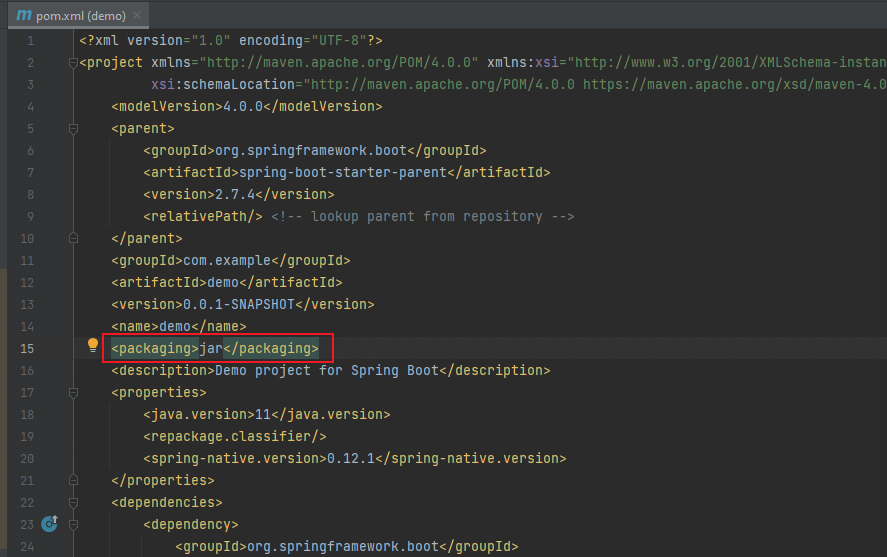 m pom.xml (demo) ×
1 <?xml version="1.0" encoding="UTF-8"?>
2 <project xmlns="http://maven.apache.org/POM/4.0.0" xmlns:xsi="http://www.w3.org/2001/XMLSchema-instan
3 xsi:schemaLocation="http://maven.apache.org/POM/4.0.0 https://maven.apache.org/xsd/maven-4.0
4 <modelVersion>4.0.0</modelVersion>
5 <parent>
6 <groupId>org.springframework.boot</groupId>
7 <artifactId>spring-boot-starter-parent</artifactId>
8 <version>2.7.4</version>
9 <relativePath/> <!-- lookup parent from repository -->
10 </parent>
11 <groupId>com.example</groupId>
12 <artifactId>demo</artifactId>
13 <version>0.0.1-SNAPSHOT</version>
14 <name>demo</name>
15 <packaging>jar</packaging>
16 <description>Demo project for Spring Boot</description>
17 <properties>
18 <java.version>11</java.version>
19 <repackage.classifier/>
20 <spring-native.version>0.12.1</spring-native.version>
21 </properties>
22 <dependencies>
23 <dependency>
24 <groupId>org.springframework.boot</groupId>